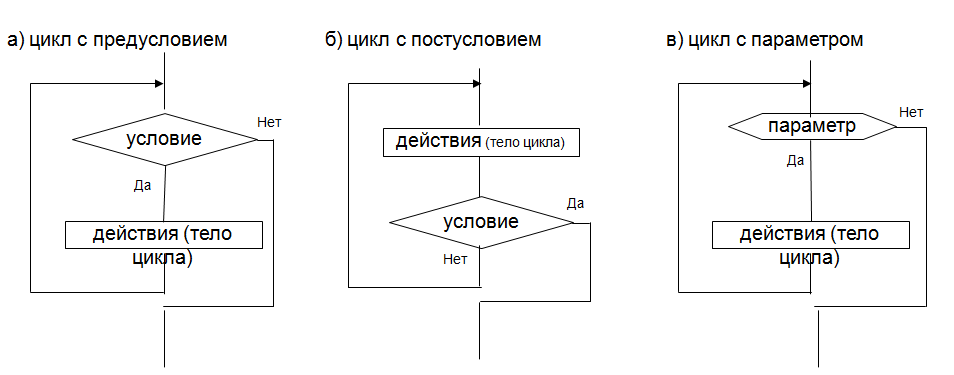 а) цикл с предусловием
условие
Нет
Да
действия (тело
цикла)
б) цикл с постусловием
действия (тело цикла)
условие
Да
Нет
в) цикл с параметром
параметр
Нет
Да
действия (тело
цикла)